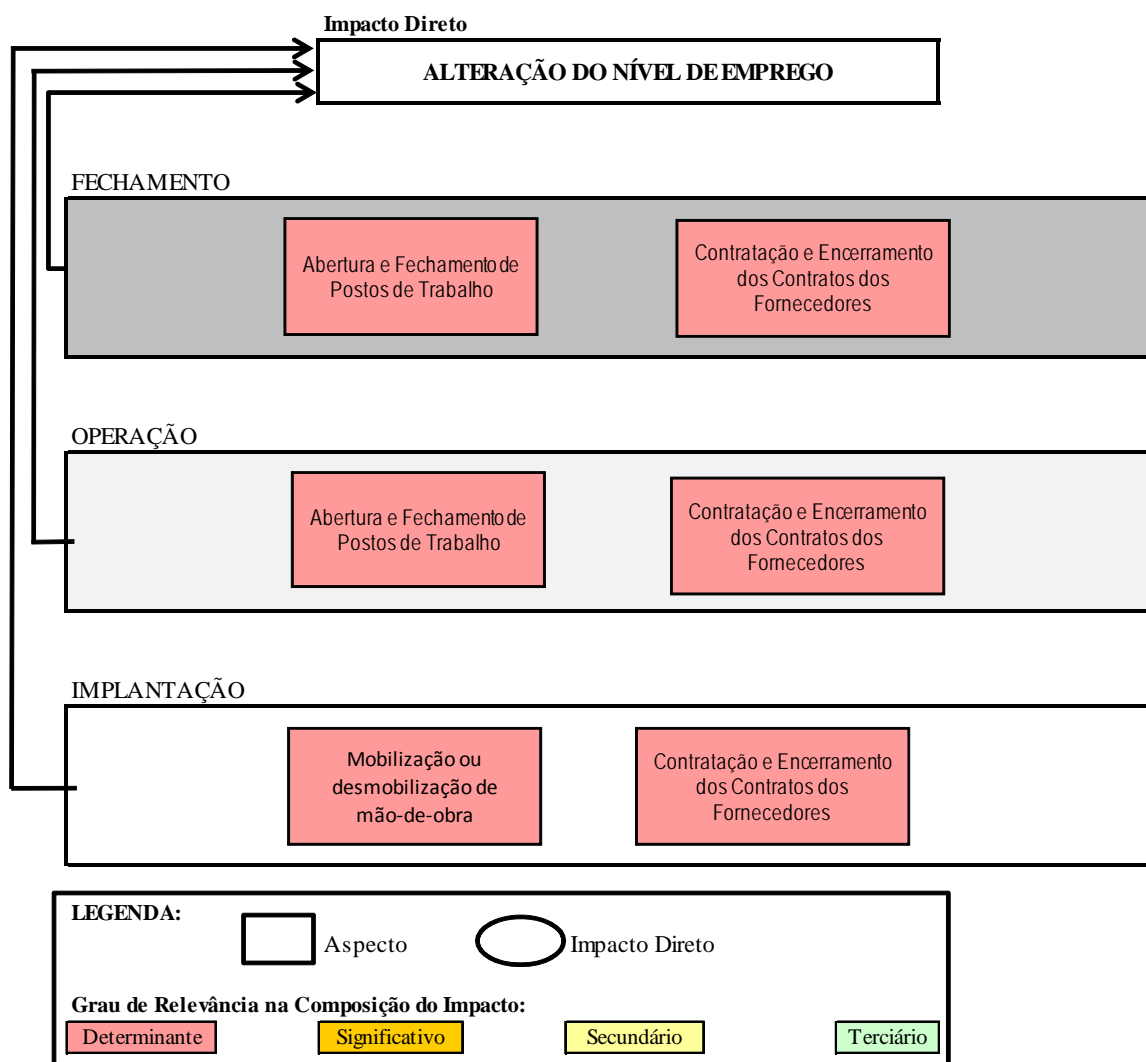 Impacto Direto
ALTERAÇÃO DO NÍVEL DE EMPREGO
FECHAMENTO
Abertura e Fechamento de
Postos de Trabalho
Contratação e Encerramento
dos Contratos dos
Fornecedores
OPERAÇÃO
Abertura e Fechamento de
Postos de Trabalho
Contratação e Encerramento
dos Contratos dos
Fornecedores
IMPLANTAÇÃO
Mobilização ou
desmobilização de
mão-de-obra
Contratação e Encerramento
dos Contratos dos
Fornecedores
LEGENDA:
Aspecto
Impacto Direto
Grau de Relevância na Composição do Impacto:
Determinante
Significativo
Secundário
Terciário